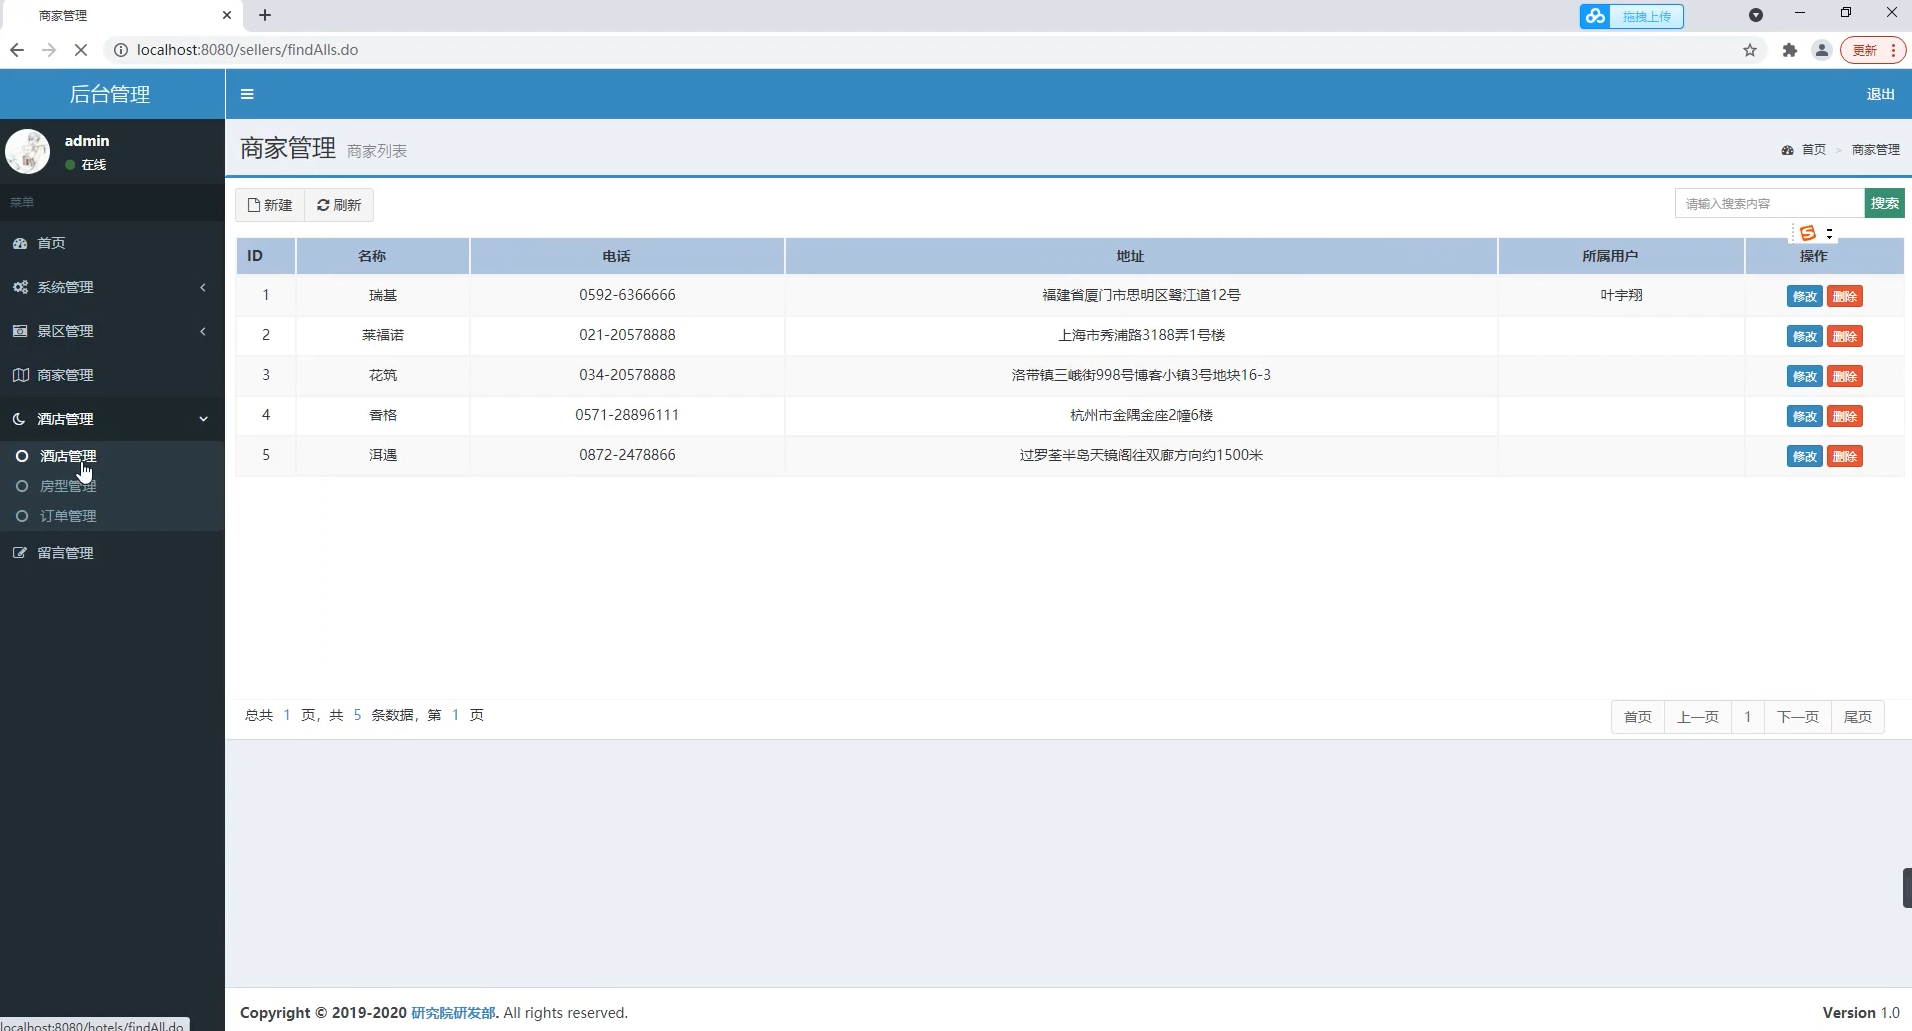 商家管理
拖拽上传
localhost:8080/sellers/findAlls.do
更新
后台管理
退出
admin
在线
商家管理 商家列表
首页 > 商家管理
菜单
新建 刷新
请输入搜索内容 搜索
首页
系统管理
景区管理
商家管理
酒店管理
酒店管理
房型管理
订单管理
留言管理
ID 名称 电话 地址 所属用户 操作
1 瑞基 0592-6366666 福建省厦门市思明区鹭江道12号 叶宇翔 修改 删除
2 莱福诺 021-20578888 上海市秀浦路3188弄1号楼 修改 删除
3 花筑 034-20578888 洛带镇三峨街998号博客小镇3号地块16-3 修改 删除
4 香格 0571-28896111 杭州市金隅金座2幢6楼 修改 删除
5 洱遇 0872-2478866 过罗荃半岛天镜阁往双廊方向约1500米 修改 删除
总共 1 页, 共 5 条数据, 第 1 页
首页 上一页 1 下一页 尾页
Copyright © 2019-2020 研究院研发部. All rights reserved.
Version 1.0
localhost:8080/hotels/findAll.do